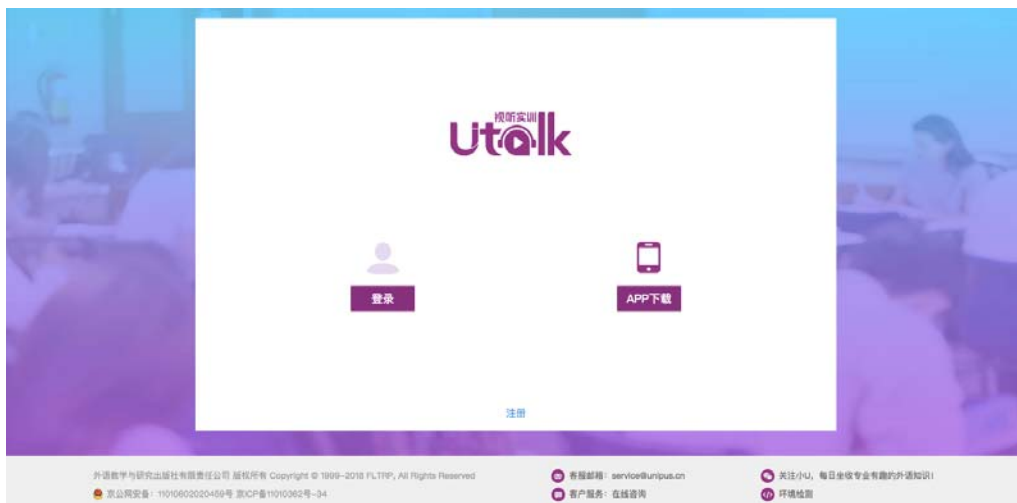 视听实训
Utalk
登录
APP下载
注册
外语教学与研究出版社有限责任公司 版权所有 Copyright © 1999-2018 FLTRP, All Rights Reserved
客服邮箱: service@unipus.cn
关注小U，每日坐收专业有趣的外语知识!
京公网安备: 11010602020469号 京ICP备11010362号-34
客户服务: 在线咨询
环境检测